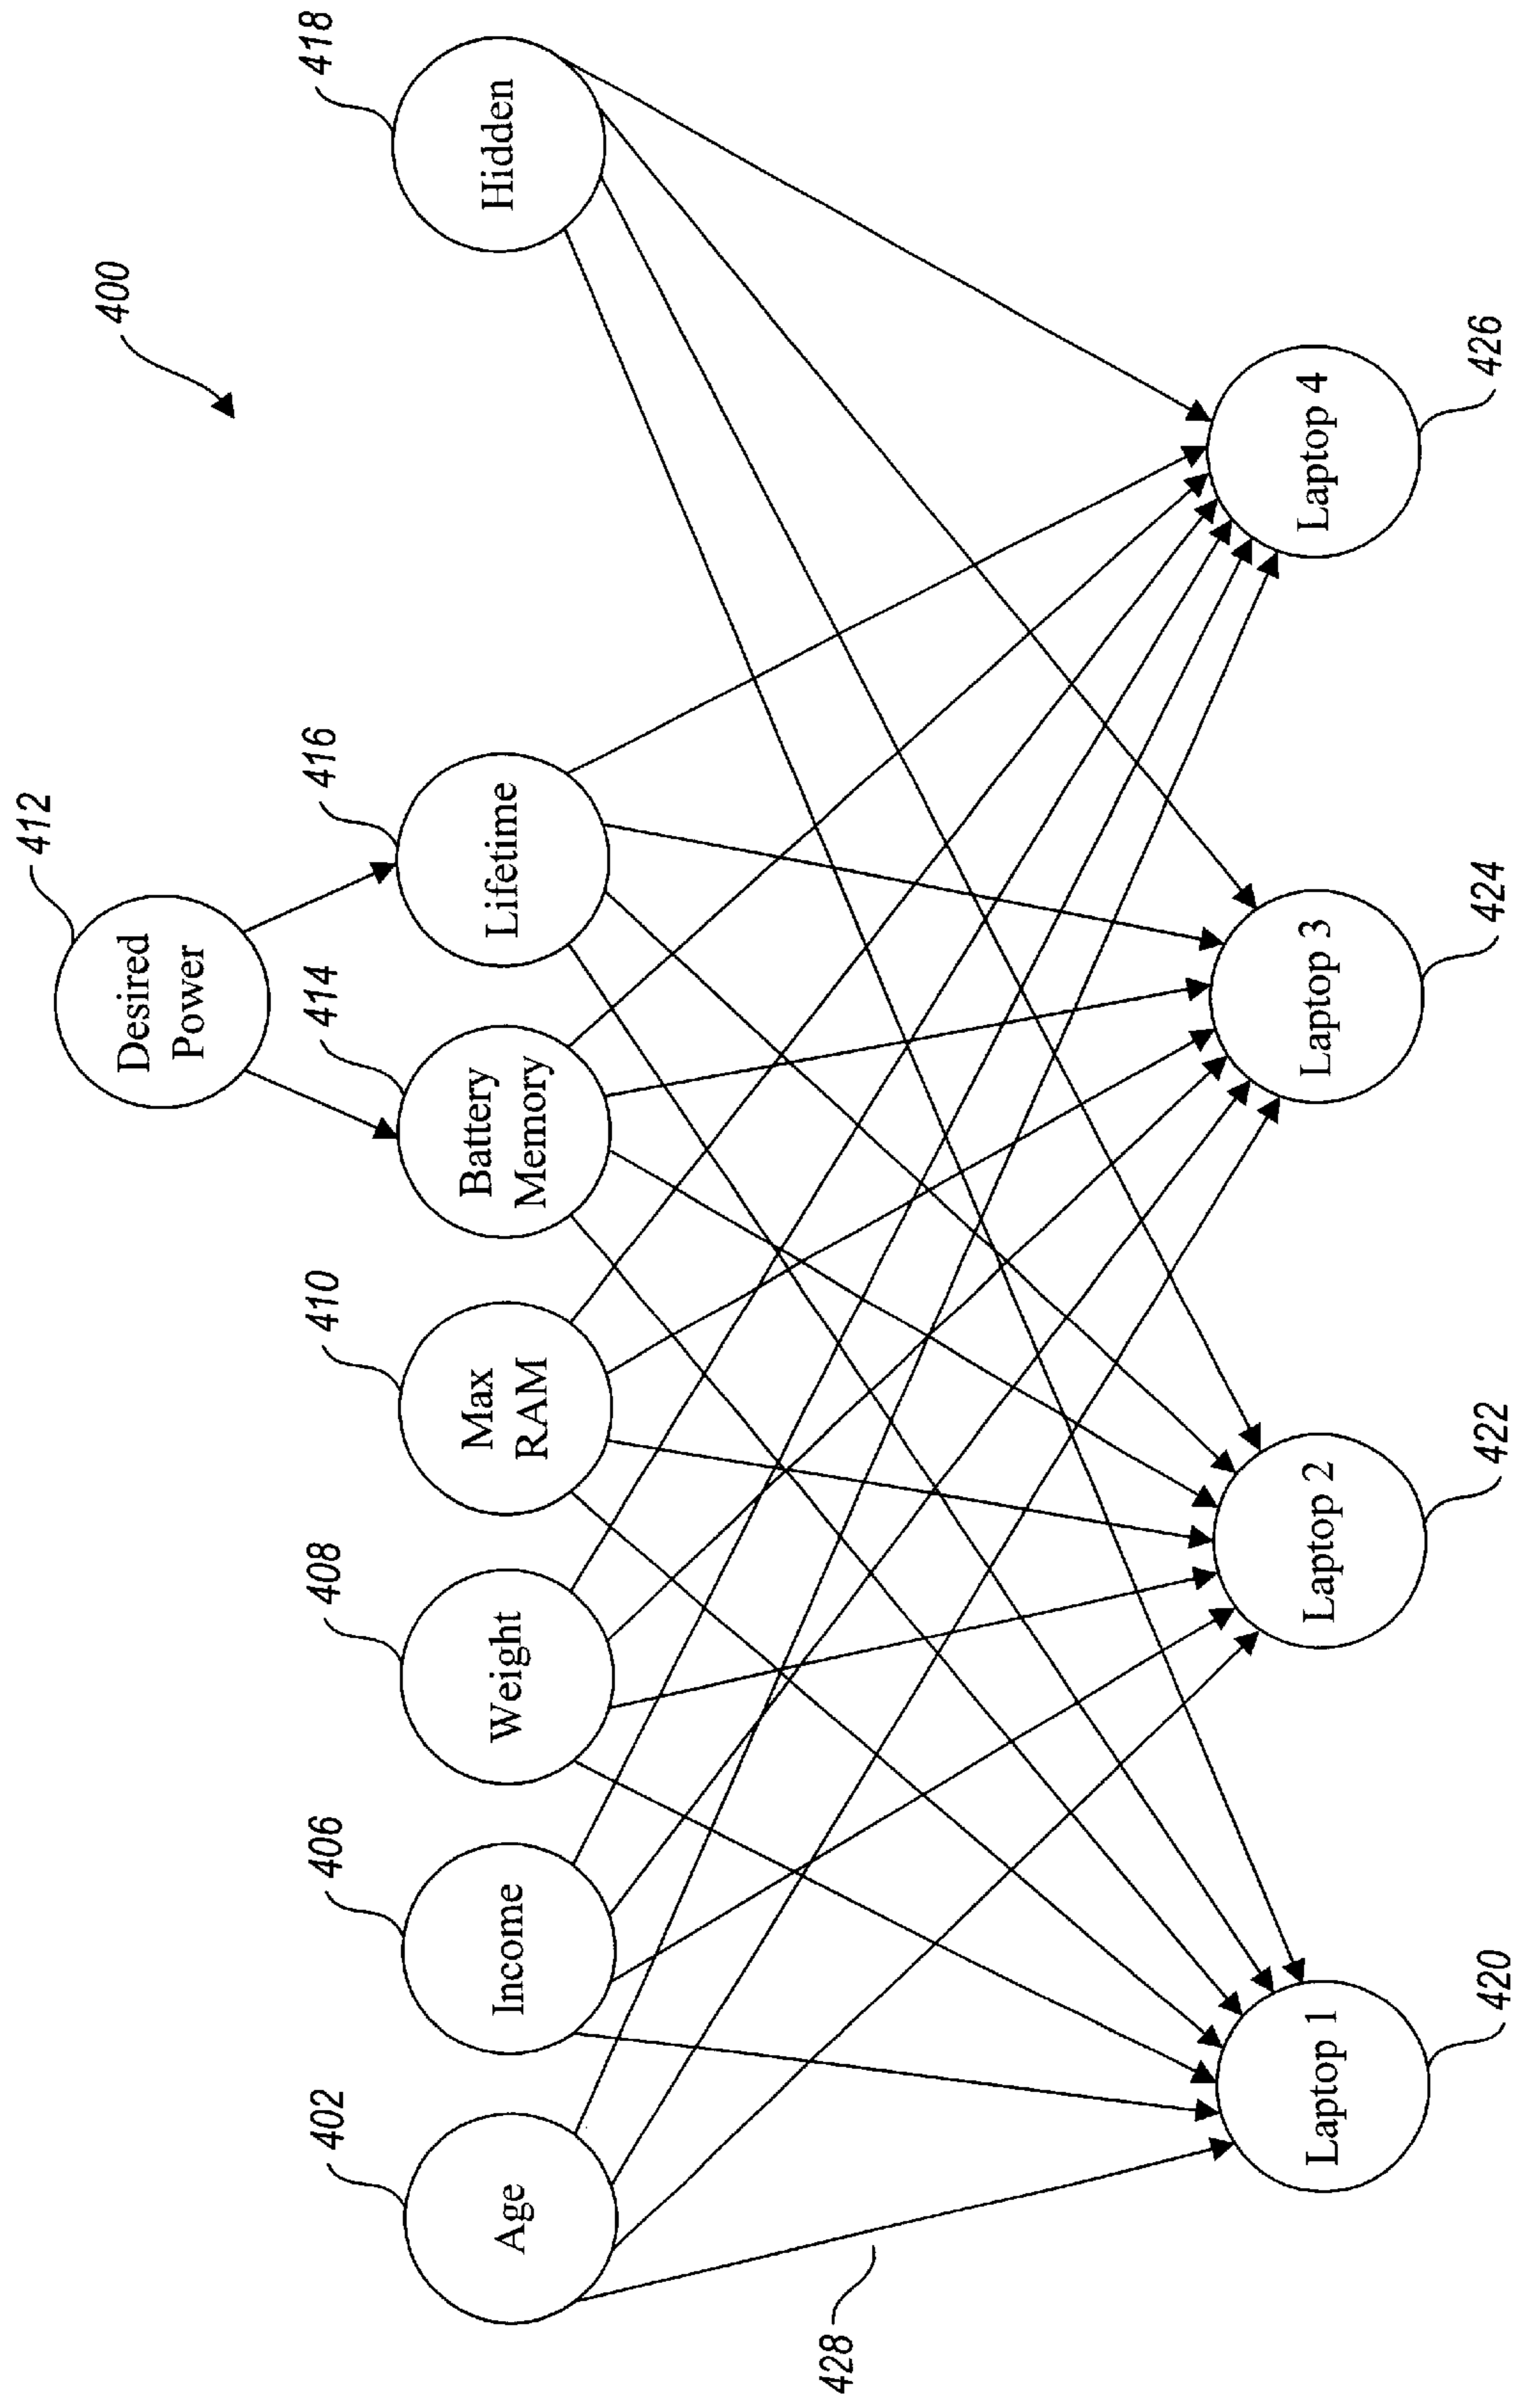 400
412
Desired
Power
402
406
408
410
414
416
418
Age
Income
Weight
Max
RAM
Battery
Memory
Lifetime
Hidden
428
Laptop 1
Laptop 2
Laptop 3
Laptop 4
420
422
424
426